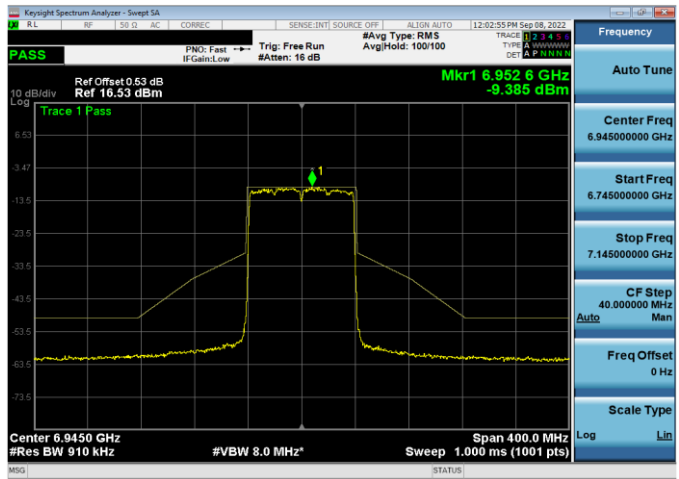 Keysight Spectrum Analyzer - Swept SA
RL RF 50 Ω AC CORREC SENSE:INT SOURCE OFF ALIGN AUTO 12:02:55 PM Sep 08, 2022
Frequency
#Avg Type: RMS TRACE 1 2 3 4 5 6
PASS PNO: Fast Trig: Free Run Avg|Hold: 100/100 TYPE A WWWWW
IFGain:Low #Atten: 16 dB DET A P N N N N
Auto Tune
Ref Offset 0.53 dB Mkr1 6.952 6 GHz
10 dB/div Ref 16.53 dBm -9.385 dBm
Log
Trace 1 Pass
6.53
-3.47
1
-13.5
-23.5
-33.5
-43.5
-53.5
-63.5
-73.5
Center Freq
6.945000000 GHz
Start Freq
6.745000000 GHz
Stop Freq
7.145000000 GHz
CF Step
40.000000 MHz
Auto Man
Freq Offset
0 Hz
Scale Type
Log Lin
Center 6.9450 GHz Span 400.0 MHz
#Res BW 910 kHz #VBW 8.0 MHz* Sweep 1.000 ms (1001 pts)
MSG STATUS